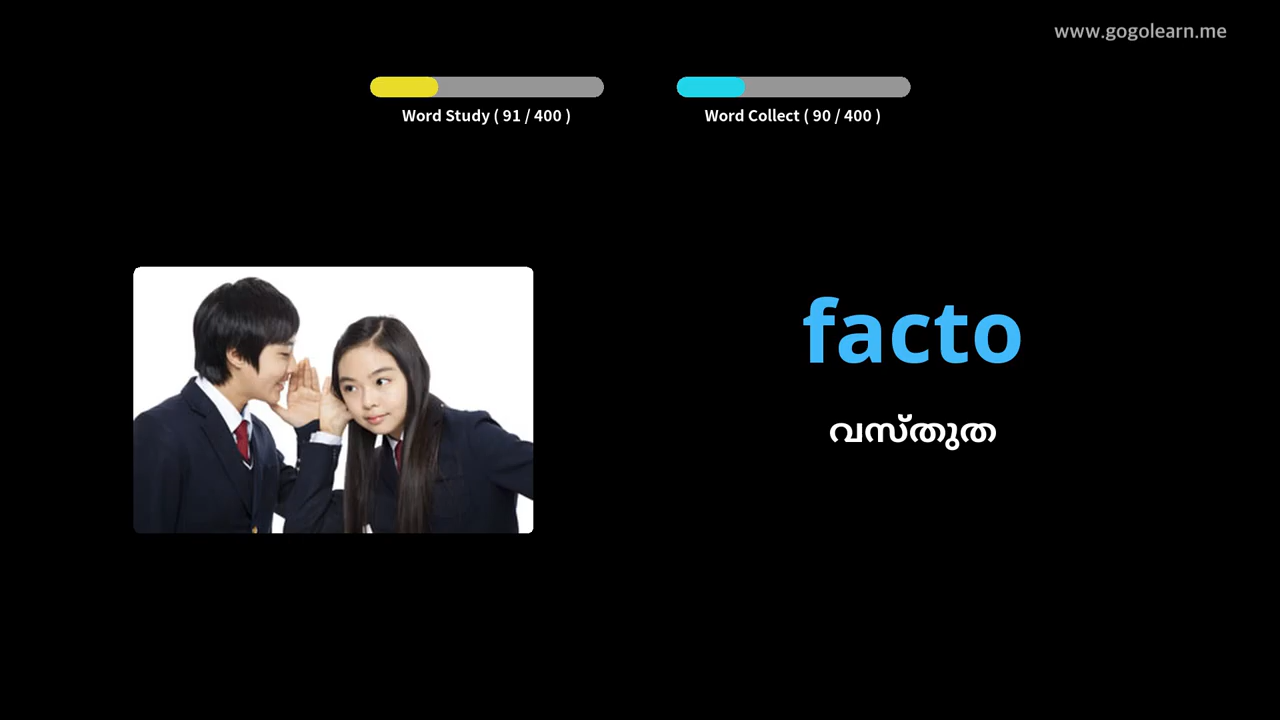 www.gogolearn.me
Word Study ( 91 / 400 )
Word Collect ( 90 / 400 )
facto
വസ്തുത